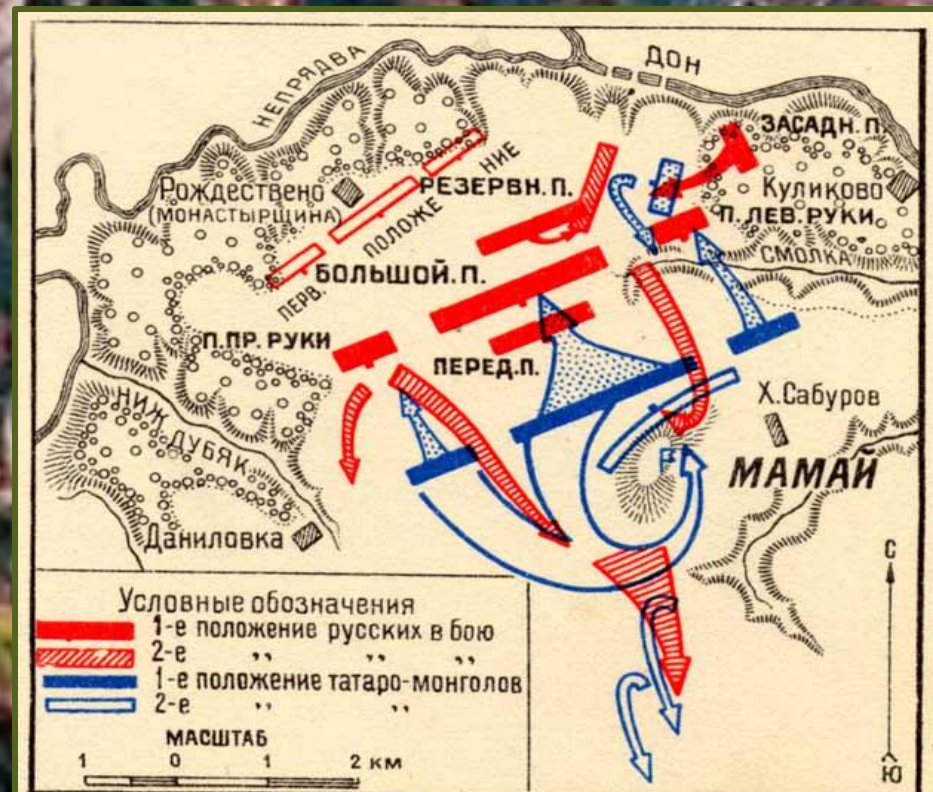 НЕПРЯДВА
ДОН
ЗАСАДН. П.
Рождествено
(МОНАСТЫРЩИНА)
РЕЗЕРВН. П.
Куликово
П. ЛЕВ. РУКИ
ПЕРВ. ПОЛОЖЕНИЕ
СМОЛКА
БОЛЬШОЙ. П.
П. ПР. РУКИ
ПЕРЕД. П.
Х. Сабуров
НИЖ. ДУБЯК
МАМАЙ
Даниловка
С
Условные обозначения
1-е положение русских в бою
2-е ,, ,, ,,
1-е положение татаро-монголов
2-е ,, ,,
МАСШТАБ
1 0 1 2 км
Ю